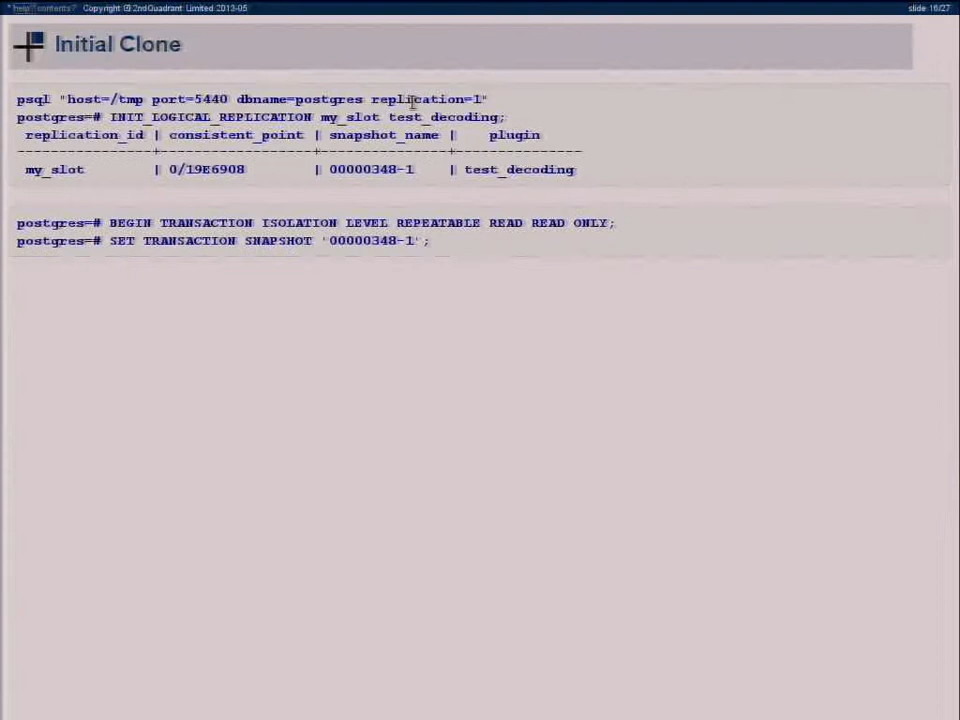 "help"|contents? Copyright @ 2ndQuadrant Limited 2013-05 slide 16/27
Initial Clone
psql "host=/tmp port=5440 dbname=postgres replication=1"
postgres=# INIT_LOGICAL_REPLICATION my_slot test_decoding;
replication_id | consistent_point | snapshot_name | plugin
----------------+------------------+---------------+---------------
my_slot | 0/19E6908 | 00000348-1 | test_decoding
postgres=# BEGIN TRANSACTION ISOLATION LEVEL REPEATABLE READ READ ONLY;
postgres=# SET TRANSACTION SNAPSHOT '00000348-1';